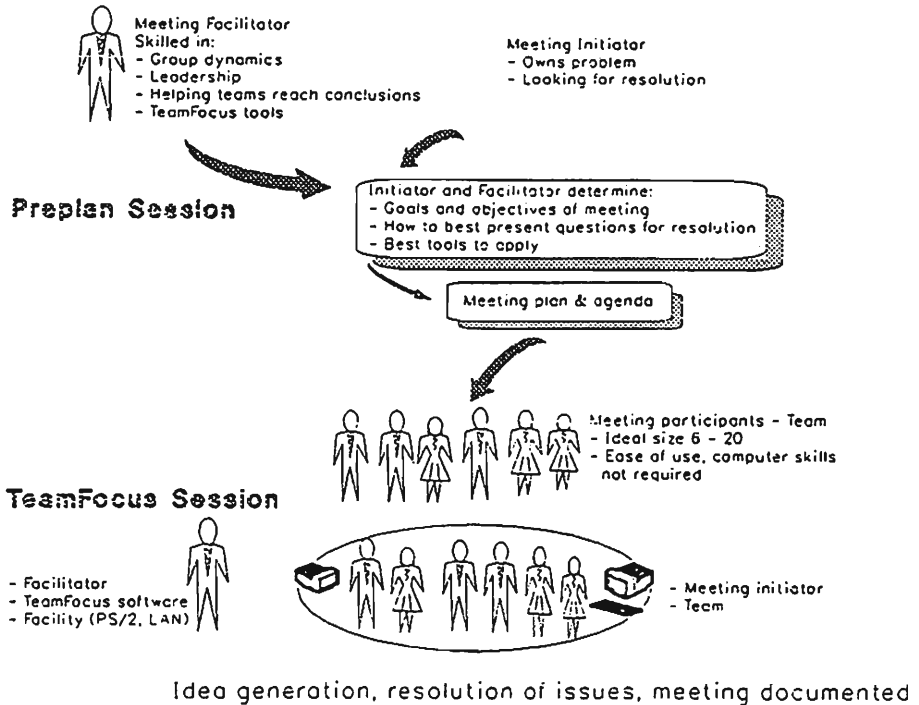 Meeting Facilitator
Skilled in:
- Group dynamics
- Leadership
- Helping teams reach conclusions
- TeamFocus tools
Meeting Initiator
- Owns problem
- Looking for resolution
Preplan Session
Initiator and Facilitator determine:
- Goals and objectives of meeting
- How to best present questions for resolution
- Best tools to apply
Meeting plan & agenda
Meeting participants - Team
- Ideal size 6 - 20
- Ease of use, computer skills
not required
TeamFocus Session
- Facilitator
- TeamFocus software
- Facility (PS/2, LAN)
- Meeting initiator
- Team
Idea generation, resolution of issues, meeting documented